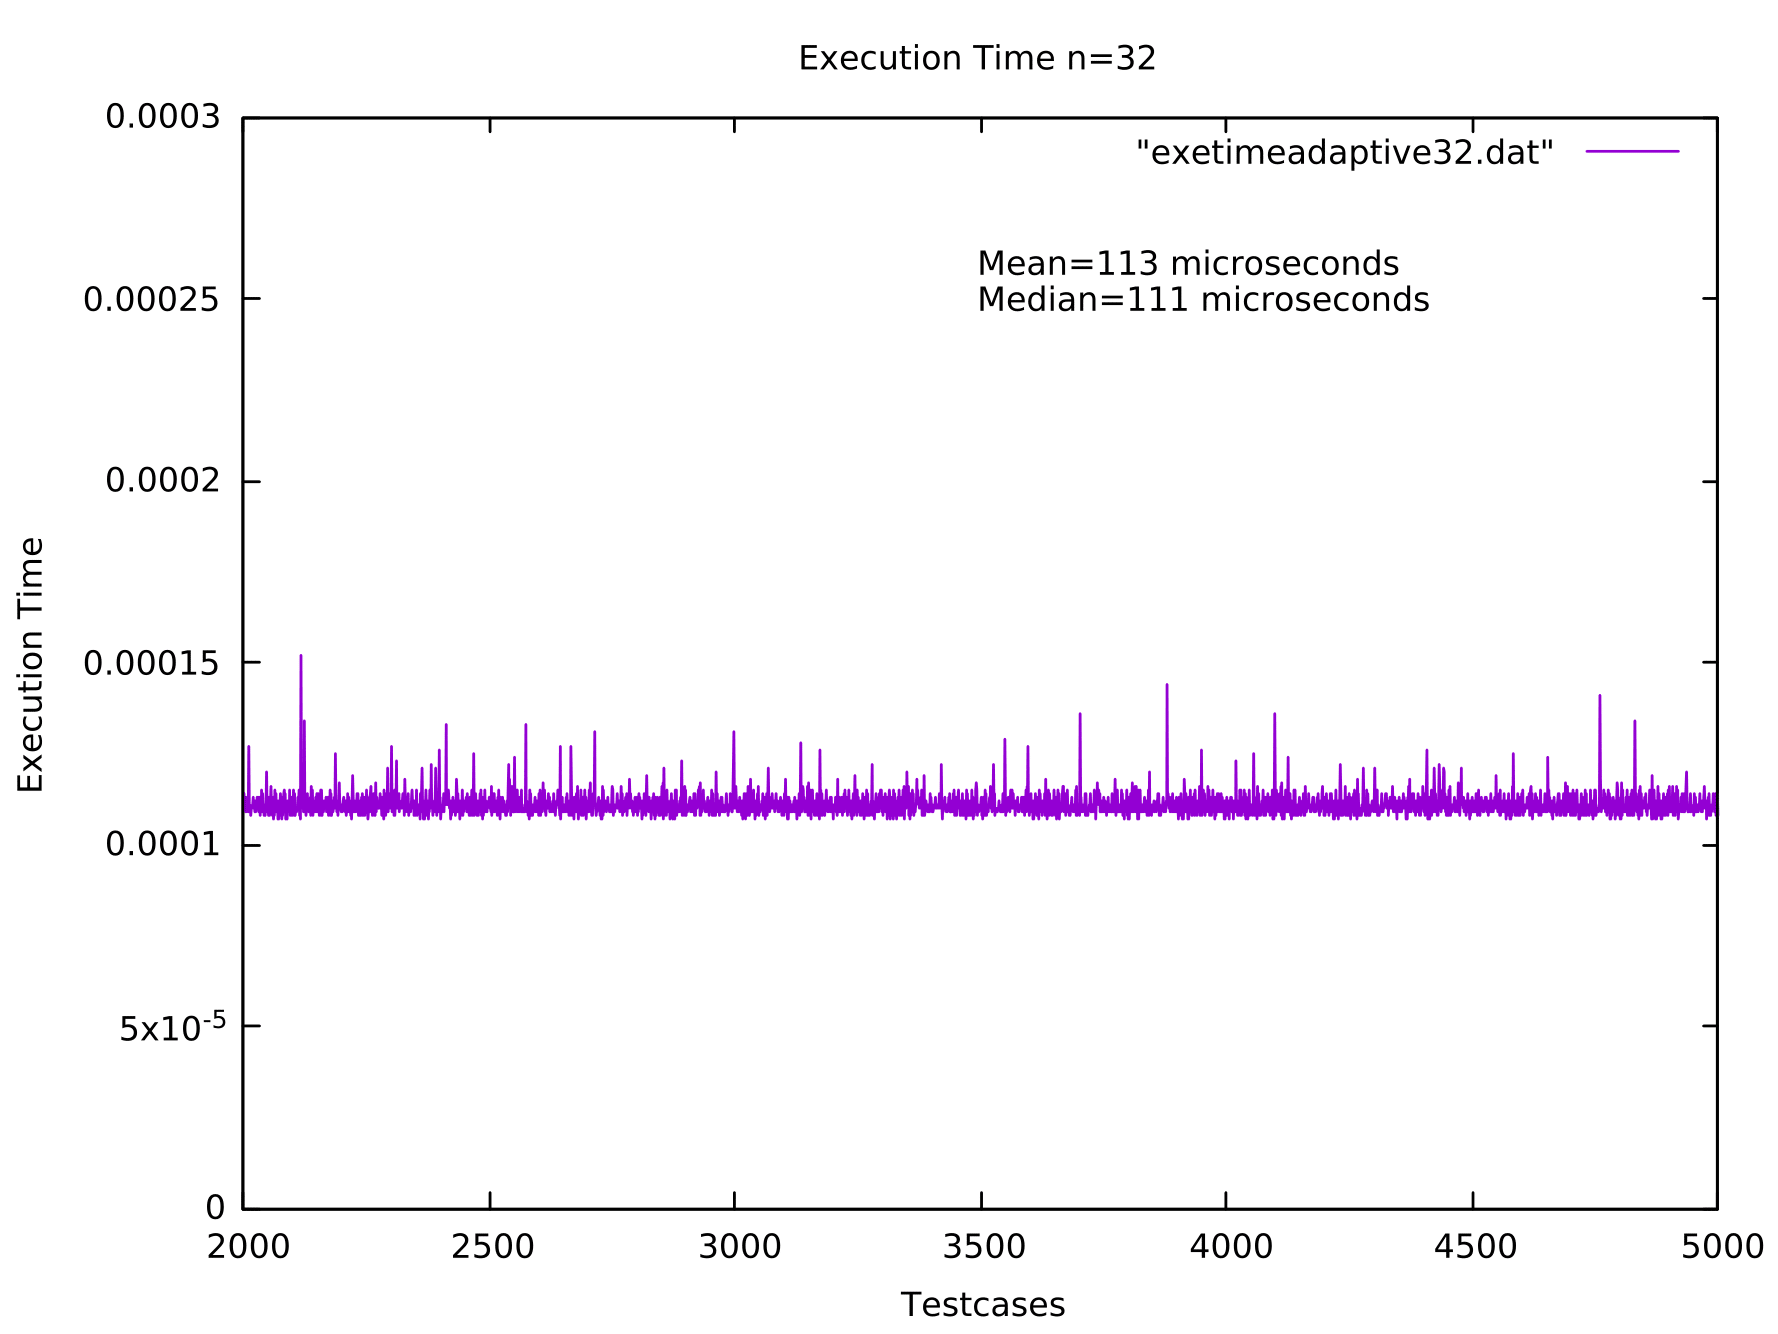 Execution Time n=32
0.0003
"exetimeadaptive32.dat"
Mean=113 microseconds
0.00025
Median=111 microseconds
0.0002
Execution Time
0.00015
0.0001
5x10⁻⁵
0
2000 2500 3000 3500 4000 4500 5000
Testcases